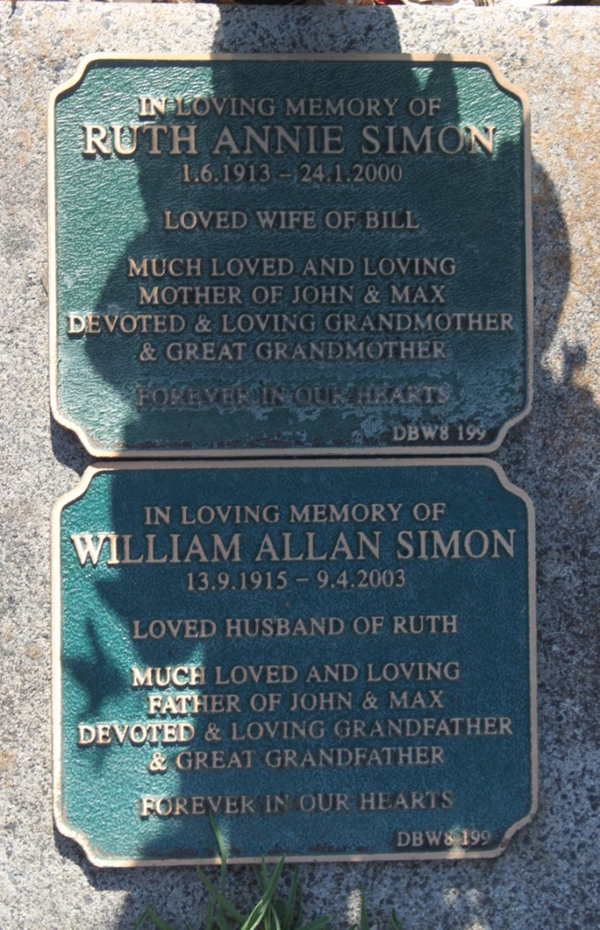 IN LOVING MEMORY OF
RUTH ANNIE SIMON
1.6.1913 – 24.1.2000
LOVED WIFE OF BILL
MUCH LOVED AND LOVING
MOTHER OF JOHN & MAX
DEVOTED & LOVING GRANDMOTHER
& GREAT GRANDMOTHER
FOREVER IN OUR HEARTS
DBW8 199
IN LOVING MEMORY OF
WILLIAM ALLAN SIMON
13.9.1915 – 9.4.2003
LOVED HUSBAND OF RUTH
MUCH LOVED AND LOVING
FATHER OF JOHN & MAX
DEVOTED & LOVING GRANDFATHER
& GREAT GRANDFATHER
FOREVER IN OUR HEARTS
DBW8 199